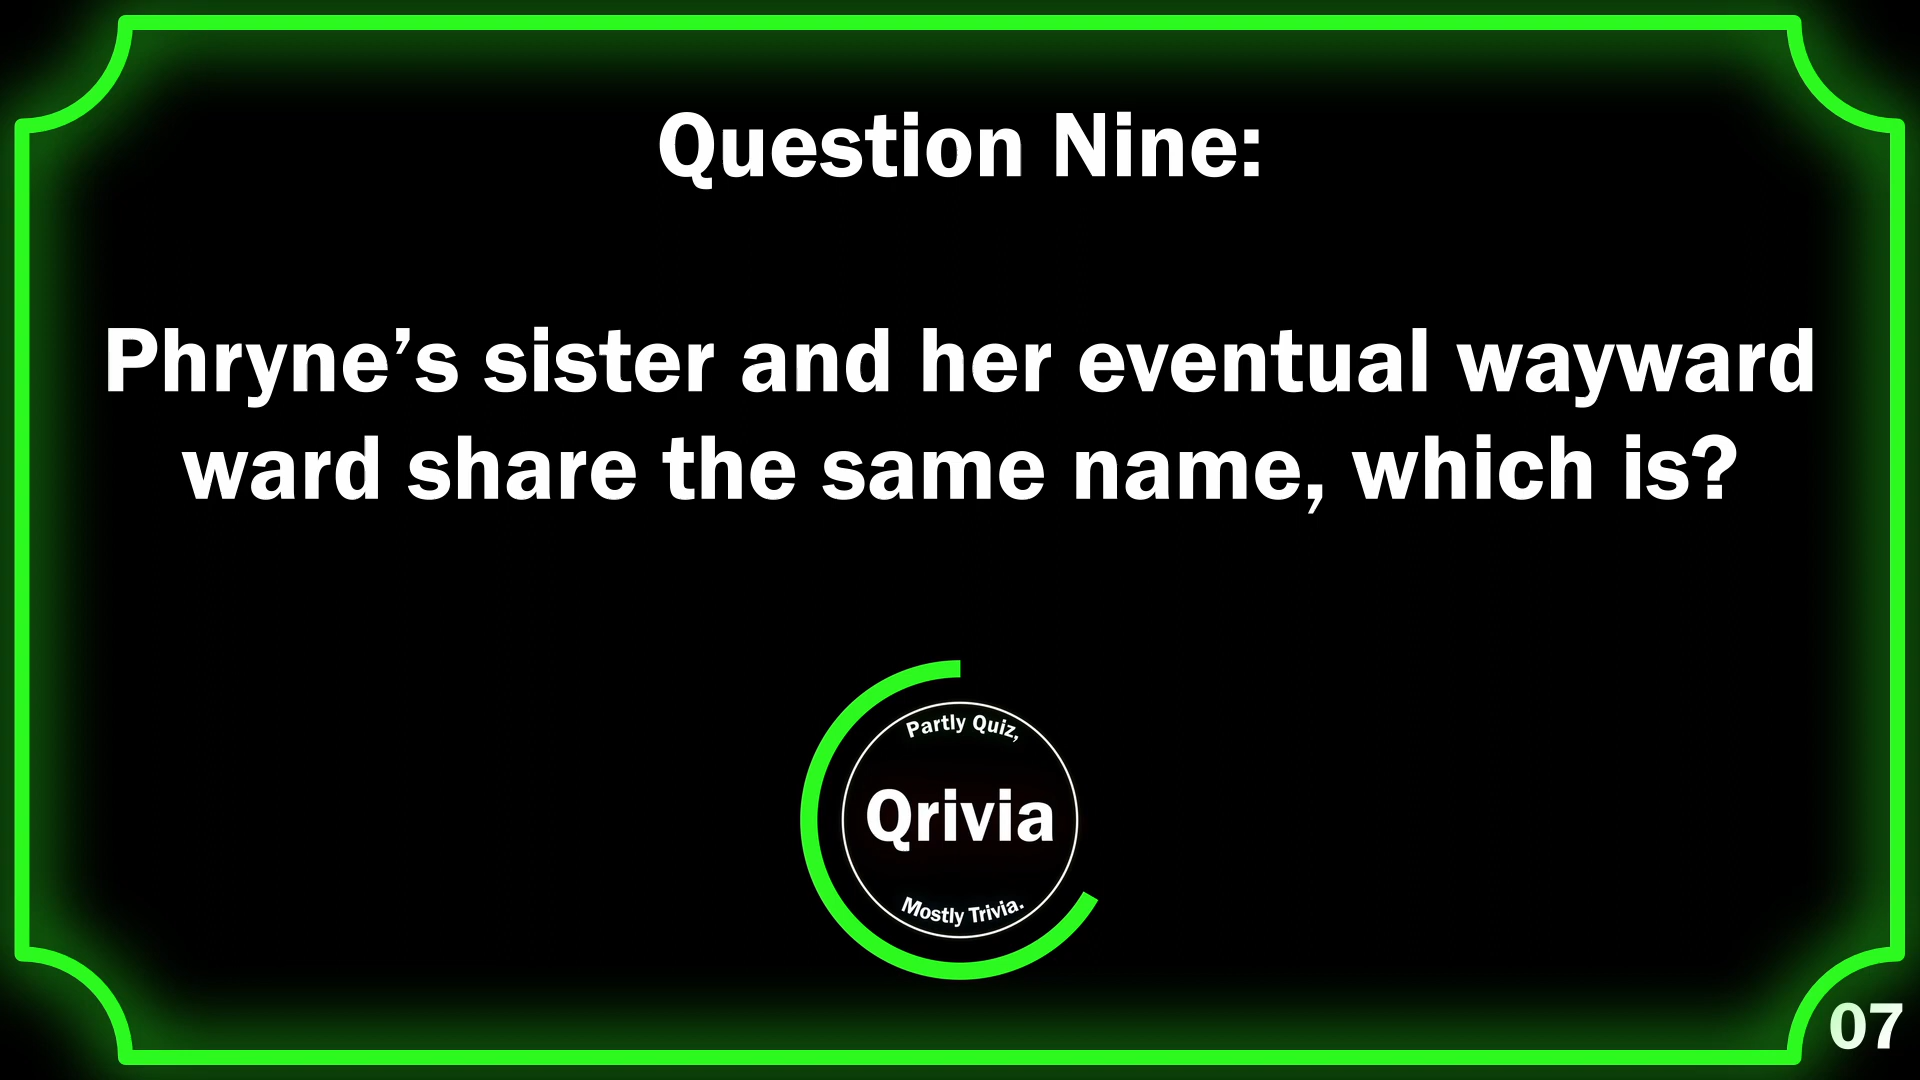 Question Nine:
Phryne’s sister and her eventual wayward
ward share the same name, which is?
Partly Quiz,
Qrivia
Mostly Trivia.
07